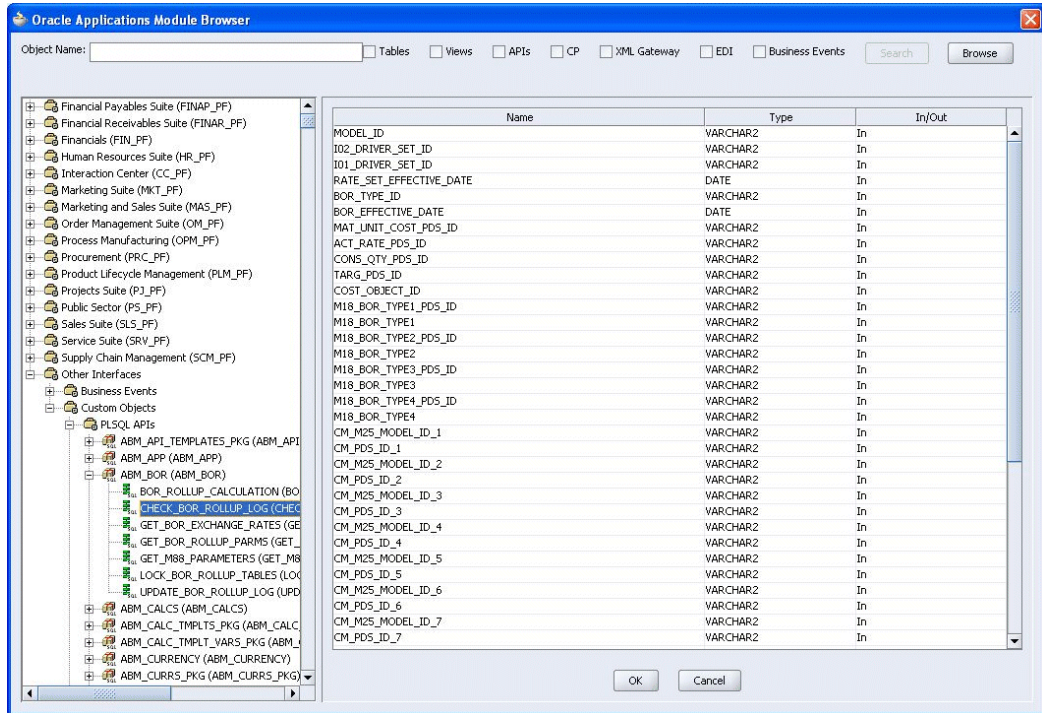 Oracle Applications Module Browser
Object Name: Tables Views APIs CP XML Gateway EDI Business Events Search Browse
Financial Payables Suite (FINAP_PF)
Financial Receivables Suite (FINAR_PF)
Financials (FIN_PF)
Human Resources Suite (HR_PF)
Interaction Center (CC_PF)
Marketing Suite (MKT_PF)
Marketing and Sales Suite (MAS_PF)
Order Management Suite (OM_PF)
Process Manufacturing (OPM_PF)
Procurement (PRC_PF)
Product Lifecycle Management (PLM_PF)
Projects Suite (PJ_PF)
Public Sector (PS_PF)
Sales Suite (SLS_PF)
Service Suite (SRV_PF)
Supply Chain Management (SCM_PF)
Other Interfaces
Business Events
Custom Objects
PLSQL APIs
ABM_API_TEMPLATES_PKG (ABM_API
ABM_APP (ABM_APP)
ABM_BOR (ABM_BOR)
BOR_ROLLUP_CALCULATION (BO
CHECK_BOR_ROLLUP_LOG (CHEC
GET_BOR_EXCHANGE_RATES (GE
GET_BOR_ROLLUP_PARMS (GET_
GET_M88_PARAMETERS (GET_M8
LOCK_BOR_ROLLUP_TABLES (LOC
UPDATE_BOR_ROLLUP_LOG (UPD
ABM_CALCS (ABM_CALCS)
ABM_CALC_TMPLTS_PKG (ABM_CALC_
ABM_CALC_TMPLT_VARS_PKG (ABM_
ABM_CURRENCY (ABM_CURRENCY)
ABM_CURRS_PKG (ABM_CURRS_PKG)
Name Type In/Out
MODEL_ID VARCHAR2 In
I02_DRIVER_SET_ID VARCHAR2 In
I01_DRIVER_SET_ID VARCHAR2 In
RATE_SET_EFFECTIVE_DATE DATE In
BOR_TYPE_ID VARCHAR2 In
BOR_EFFECTIVE_DATE DATE In
MAT_UNIT_COST_PDS_ID VARCHAR2 In
ACT_RATE_PDS_ID VARCHAR2 In
CONS_QTY_PDS_ID VARCHAR2 In
TARG_PDS_ID VARCHAR2 In
COST_OBJECT_ID VARCHAR2 In
M18_BOR_TYPE1_PDS_ID VARCHAR2 In
M18_BOR_TYPE1 VARCHAR2 In
M18_BOR_TYPE2_PDS_ID VARCHAR2 In
M18_BOR_TYPE2 VARCHAR2 In
M18_BOR_TYPE3_PDS_ID VARCHAR2 In
M18_BOR_TYPE3 VARCHAR2 In
M18_BOR_TYPE4_PDS_ID VARCHAR2 In
M18_BOR_TYPE4 VARCHAR2 In
CM_M25_MODEL_ID_1 VARCHAR2 In
CM_PDS_ID_1 VARCHAR2 In
CM_M25_MODEL_ID_2 VARCHAR2 In
CM_PDS_ID_2 VARCHAR2 In
CM_M25_MODEL_ID_3 VARCHAR2 In
CM_PDS_ID_3 VARCHAR2 In
CM_M25_MODEL_ID_4 VARCHAR2 In
CM_PDS_ID_4 VARCHAR2 In
CM_M25_MODEL_ID_5 VARCHAR2 In
CM_PDS_ID_5 VARCHAR2 In
CM_M25_MODEL_ID_6 VARCHAR2 In
CM_PDS_ID_6 VARCHAR2 In
CM_M25_MODEL_ID_7 VARCHAR2 In
CM_PDS_ID_7 VARCHAR2 In
OK Cancel